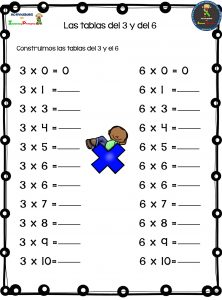 Las tablas del 3 y del 6
Construimos las tablas del 3 y el 6
3 x 0 = 0
3 x 1 = ____
3 x 2 = ____
3 x 3 = ____
3 x 4 = ____
3 x 5 = ____
3 x 6 = ____
3 x 7 = ____
3 x 8 = ____
3 x 9 = ____
3 x 10= ____
6 x 0 = 0
6 x 1 = ____
6 x 2 = ____
6 x 3 = ____
6 x 4 = ____
6 x 5 = ____
6 x 6 = ____
6 x 7 = ____
6 x 8 = ____
6 x 9 = ____
6 x 10= ____